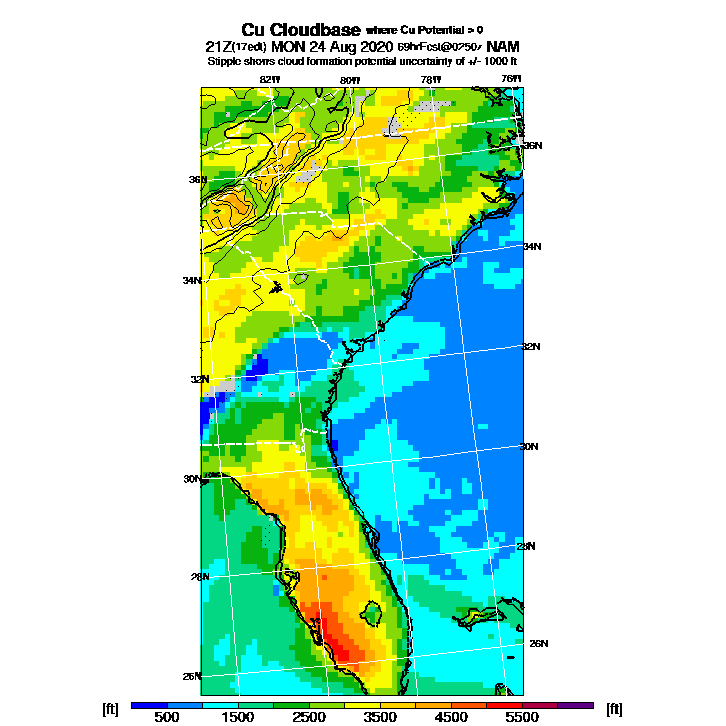 Cu Cloudbase where Cu Potential > 0
21Z(17edt) MON 24 Aug 2020 69hrFcst@0250z NAM
Stipple shows cloud formation potential uncertainty of +/- 1000 ft
82W 80W 78W 76W
36N
36N
34N
34N
32N
32N
30N
30N
28N
28N
26N
26N
[ft] 500 1500 2500 3500 4500 5500 [ft]